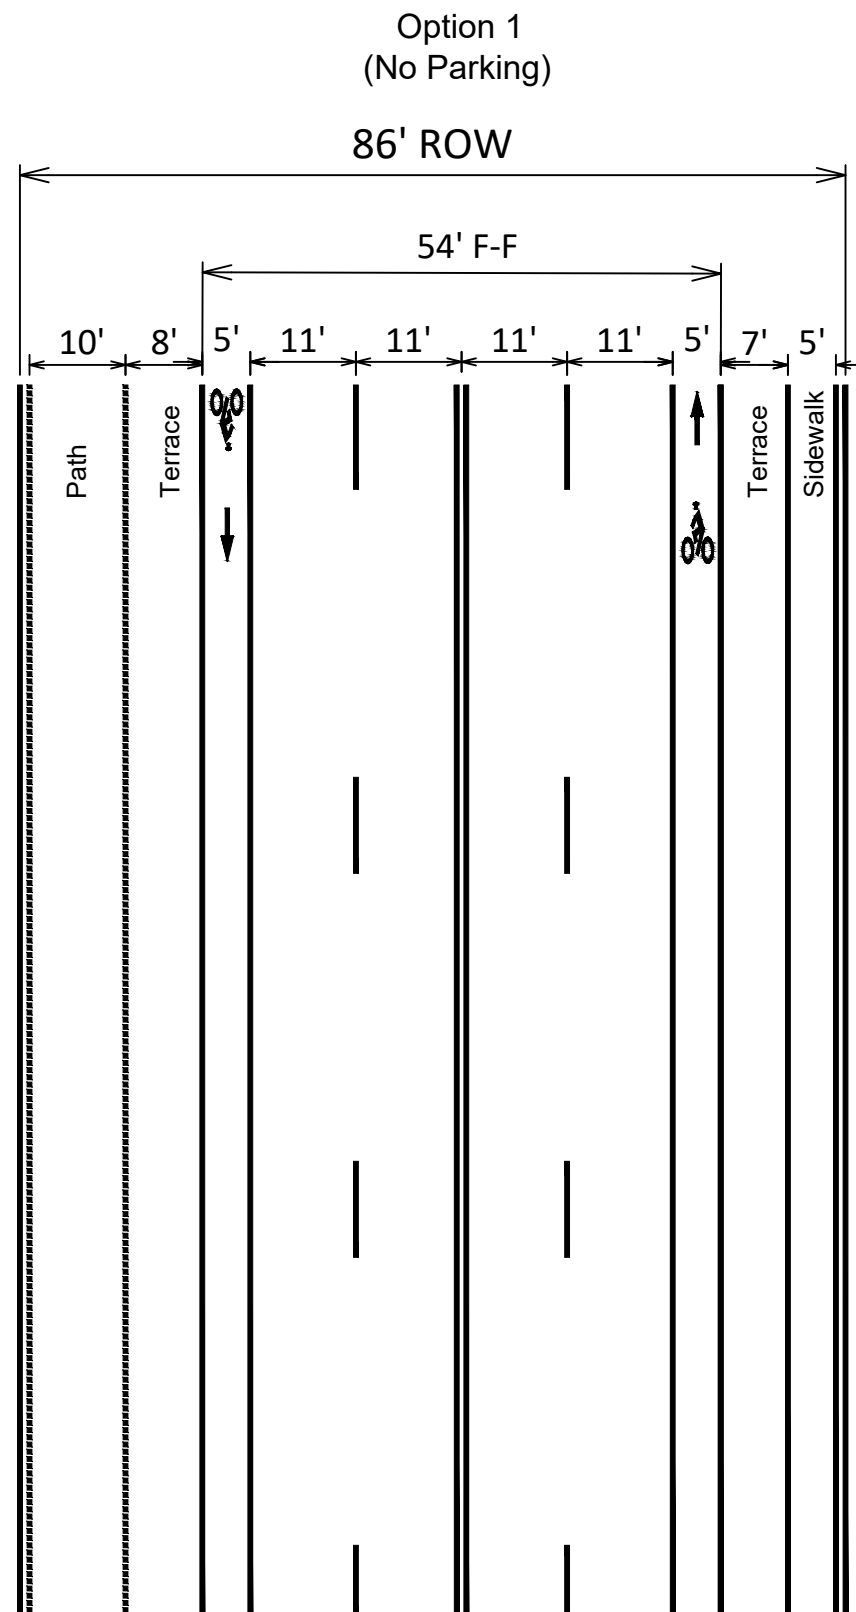 Option 1
(No Parking)
86' ROW
54' F-F
10' 8' 5' 11' 11' 11' 11' 5' 7' 5'
Path
Terrace
Terrace
Sidewalk